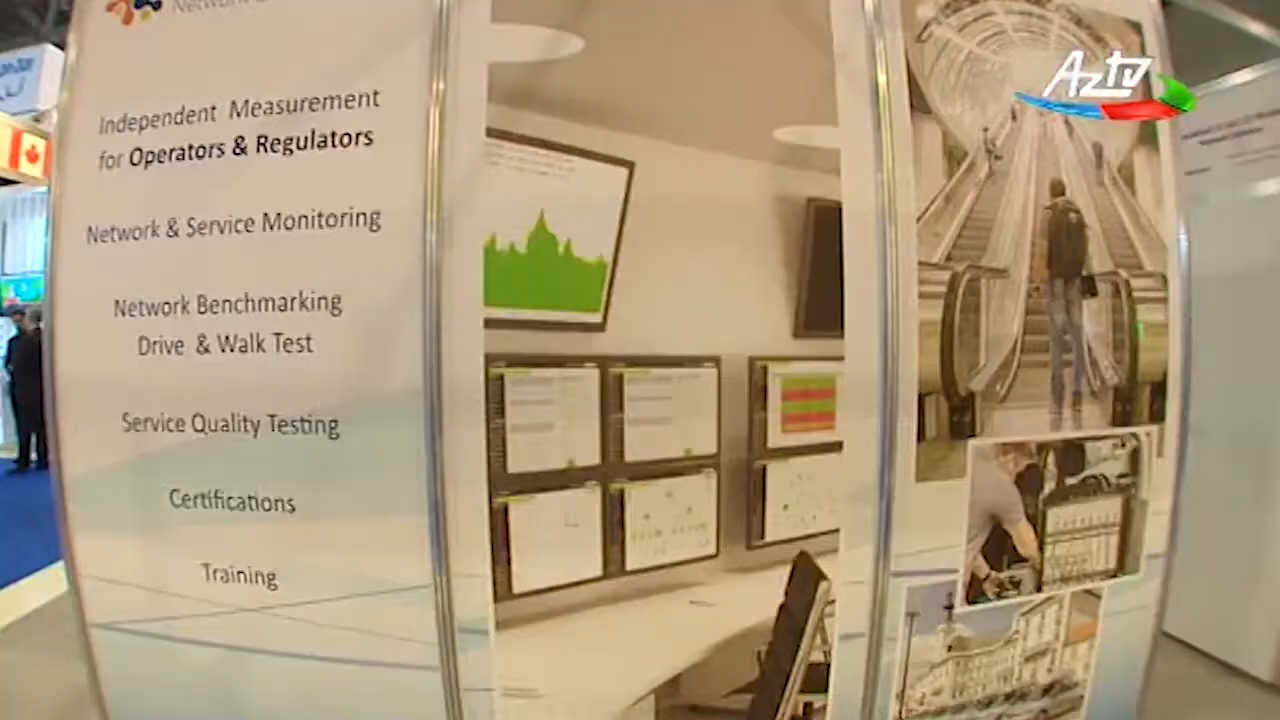 Network
Independent Measurement
for Operators & Regulators
Network & Service Monitoring
Network Benchmarking
Drive & Walk Test
Service Quality Testing
Certifications
Training
AzTV